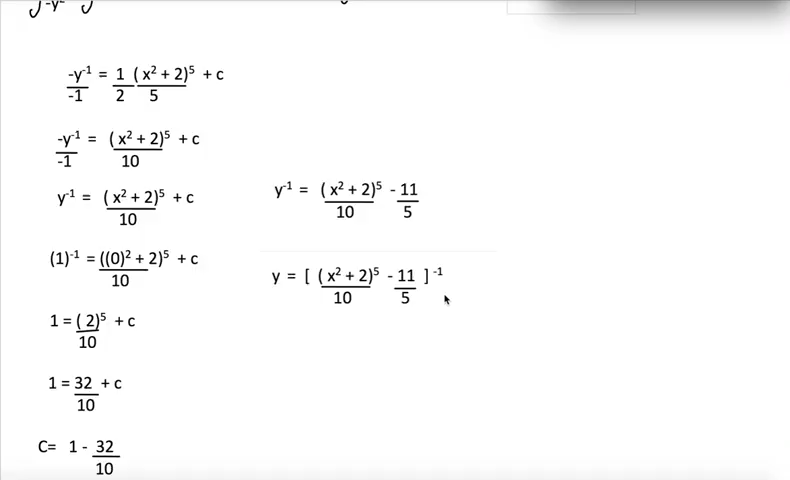 -y⁻¹ = 1 ( x² + 2)⁵ + c
-1 2 5
-y⁻¹ = ( x² + 2)⁵ + c
-1 10
y⁻¹ = ( x² + 2)⁵ + c
10
(1)⁻¹ = ((0)² + 2)⁵ + c
10
1 = ( 2)⁵ + c
10
1 = 32 + c
10
C= 1 - 32
10
y⁻¹ = ( x² + 2)⁵ - 11
10 5
y = [ ( x² + 2)⁵ - 11 ] ⁻¹
10 5